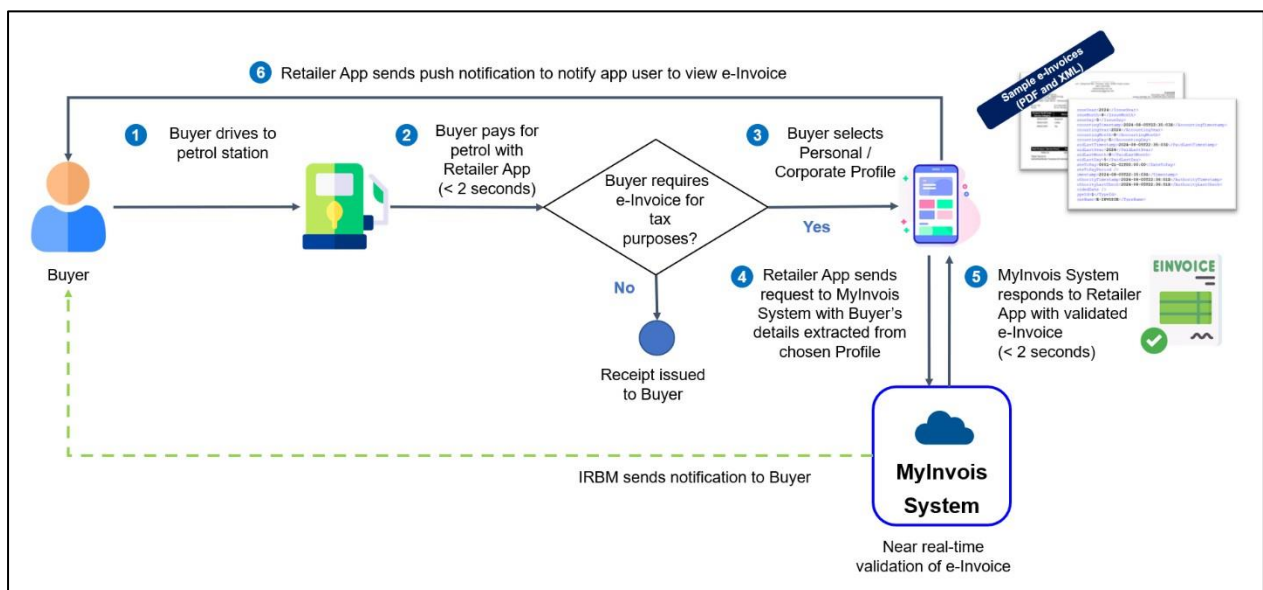 6 Retailer App sends push notification to notify app user to view e-Invoice
Sample e-Invoices
(PDF and XML)
1 Buyer drives to
petrol station
2 Buyer pays for
petrol with
Retailer App
(< 2 seconds)
Buyer requires
e-Invoice for
tax
purposes?
3 Buyer selects
Personal /
Corporate Profile
Yes
No
Buyer
Receipt issued
to Buyer
4 Retailer App sends
request to MyInvois
System with Buyer's
details extracted from
chosen Profile
5 MyInvois System
responds to Retailer
App with validated
e-Invoice
(< 2 seconds)
EINVOICE
IRBM sends notification to Buyer
MyInvois
System
Near real-time
validation of e-Invoice